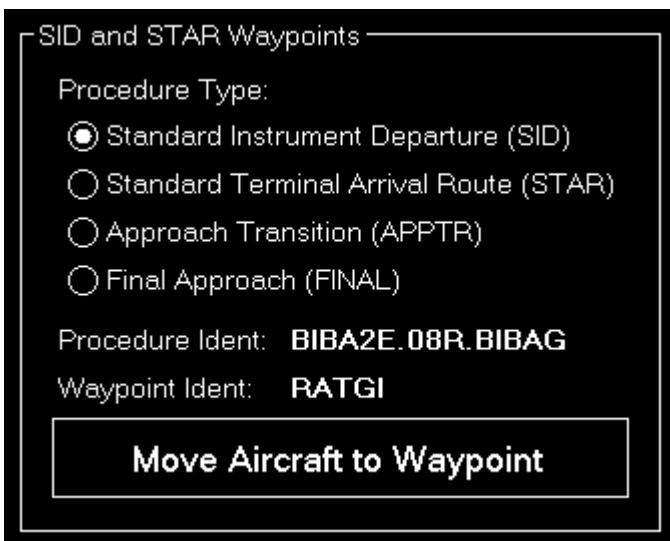 SID and STAR Waypoints
Procedure Type:
Standard Instrument Departure (SID)
Standard Terminal Arrival Route (STAR)
Approach Transition (APPTR)
Final Approach (FINAL)
Procedure Ident: BIBA2E.08R.BIBAG
Waypoint Ident: RATGI
Move Aircraft to Waypoint